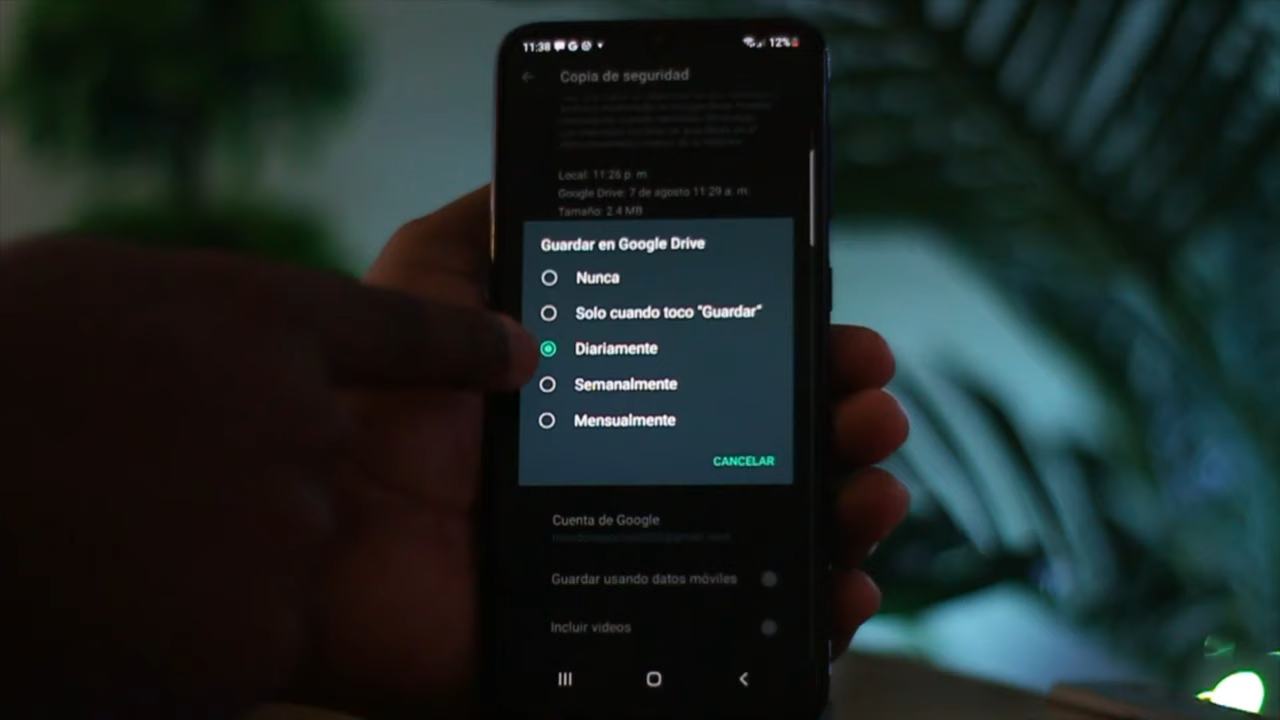 11:38
12%
Copia de seguridad
Local: 11:26 p. m.
Google Drive: 7 de agosto 11:29 a. m.
Tamaño: 2.4 MB
Guardar en Google Drive
Nunca
Solo cuando toco "Guardar"
Diariamente
Semanalmente
Mensualmente
CANCELAR
Cuenta de Google
Guardar usando datos móviles
Incluir videos